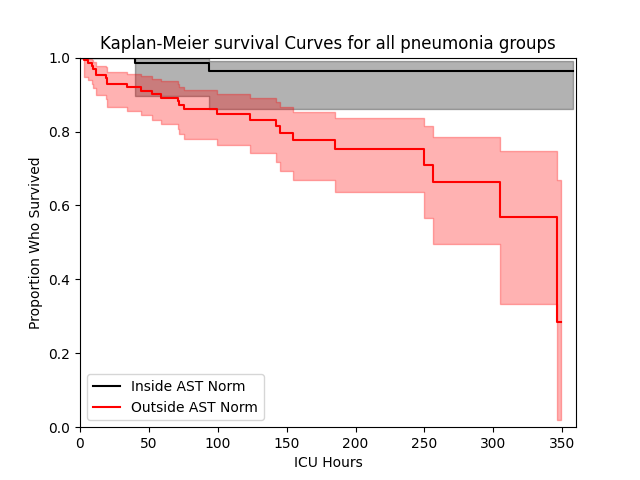 Kaplan-Meier survival Curves for all pneumonia groups
1.0
0.8
0.6
0.4
0.2
0.0
Proportion Who Survived
Inside AST Norm
Outside AST Norm
0 50 100 150 200 250 300 350
ICU Hours